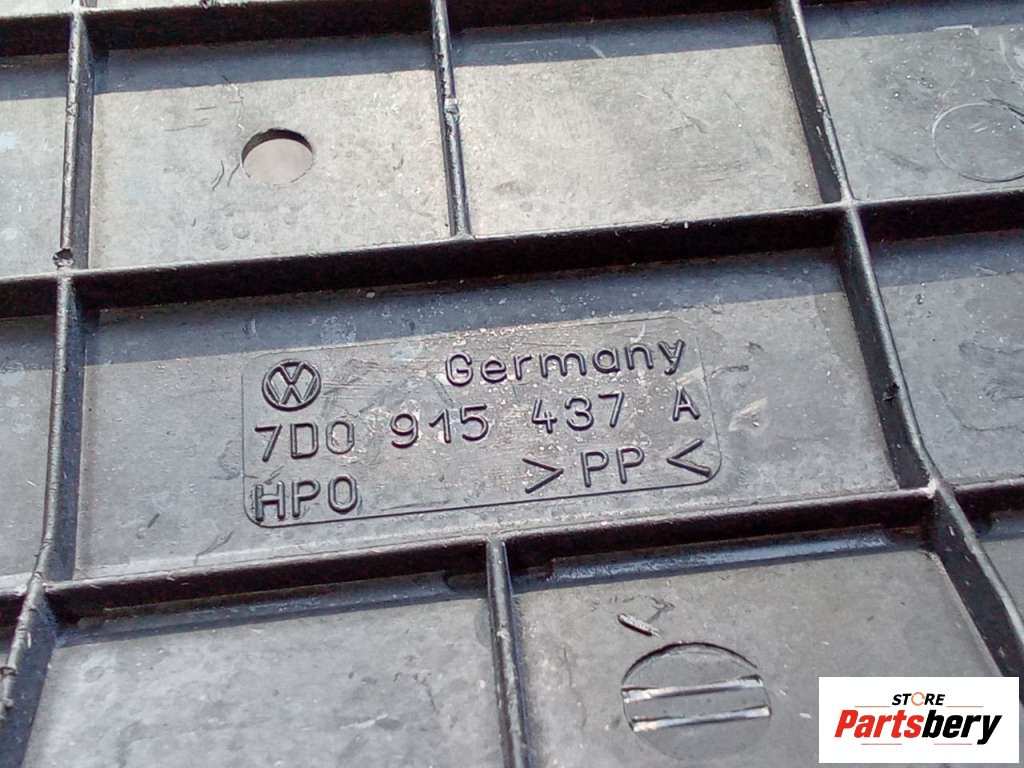 Germany
7D0 915 437 A
HP0 >PP<
STORE
Partsbery